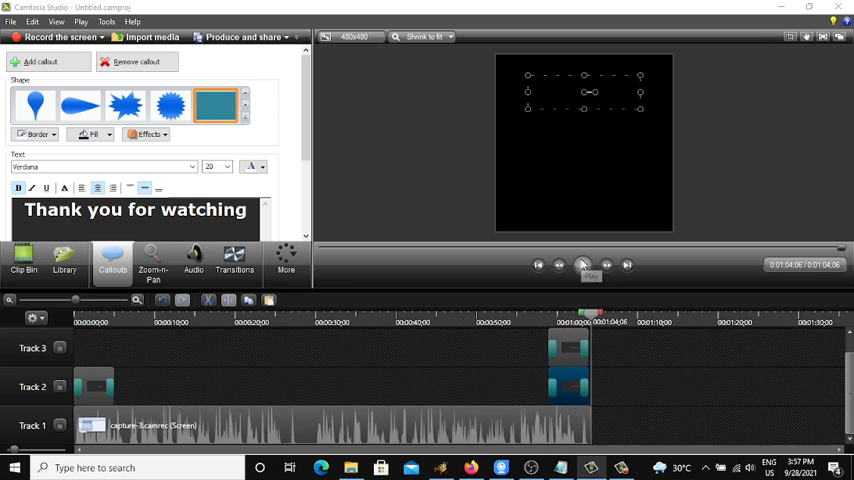 Camtasia Studio - Untitled.camproj
File Edit View Play Tools Help
Record the screen Import media Produce and share
480x480 Shrink to fit
Add callout Remove callout
Shape
Border Fill Effects
Text
Verdana 20 A
B U A
Thank you for watching
Clip Bin Library Callouts Zoom-n-Pan Audio Transitions More
Play
0:01:04;06 / 0:01:04;06
00:00:00;00 00:00:10;00 00:00:20;00 00:00:30;00 00:00:40;00 00:00:50;00 00:01:00;00 00:01:04;06 00:01:10;00 00:01:20;00 00:01:30;00
Track 3
Track 2
Track 1 capture-3.camrec (Screen)
Type here to search
30°C ENG US 3:57 PM 9/28/2021 4